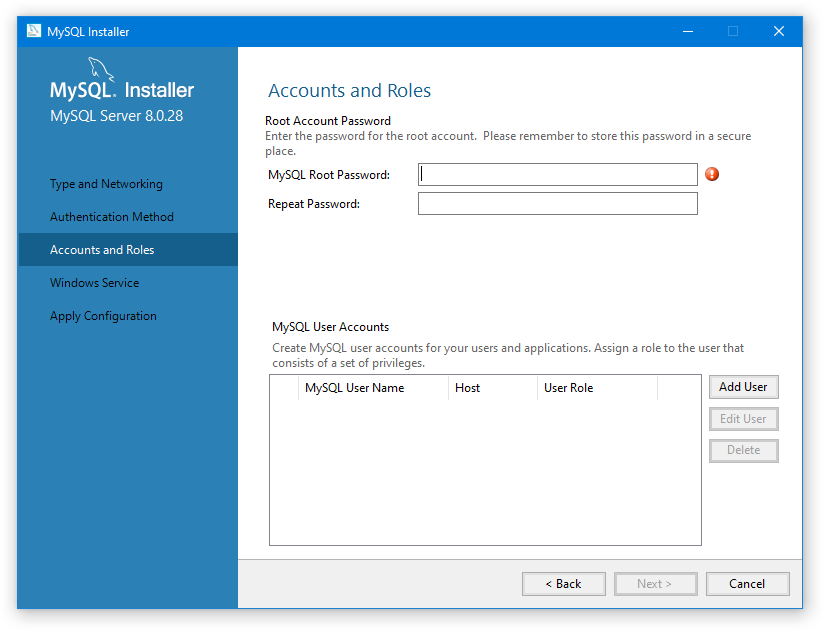 MySQL Installer
MySQL. Installer
MySQL Server 8.0.28
Type and Networking
Authentication Method
Accounts and Roles
Windows Service
Apply Configuration
Accounts and Roles
Root Account Password
Enter the password for the root account.  Please remember to store this password in a secure
place.
MySQL Root Password:
Repeat Password:
MySQL User Accounts
Create MySQL user accounts for your users and applications. Assign a role to the user that
consists of a set of privileges.
MySQL User Name Host User Role
Add User
Edit User
Delete
< Back Next > Cancel